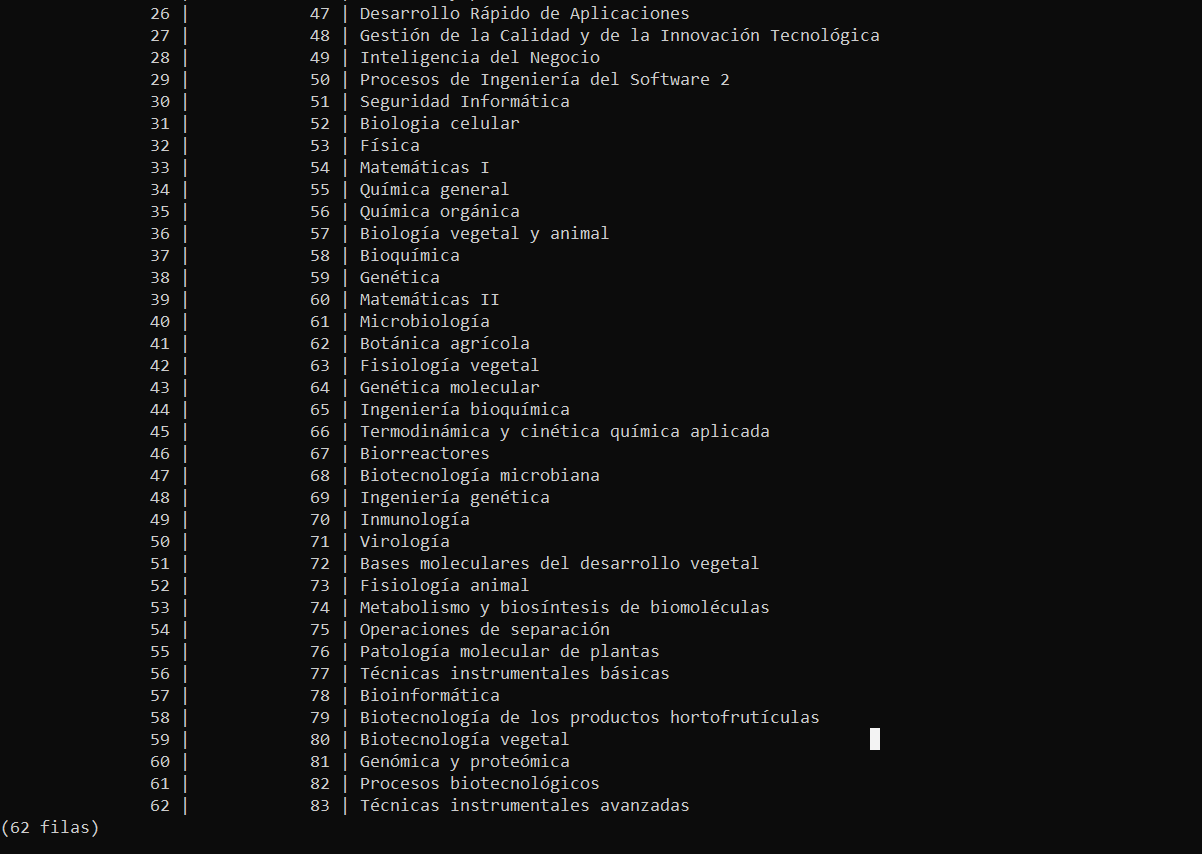 26 | 47 | Desarrollo Rápido de Aplicaciones
27 | 48 | Gestión de la Calidad y de la Innovación Tecnológica
28 | 49 | Inteligencia del Negocio
29 | 50 | Procesos de Ingeniería del Software 2
30 | 51 | Seguridad Informática
31 | 52 | Biologia celular
32 | 53 | Física
33 | 54 | Matemáticas I
34 | 55 | Química general
35 | 56 | Química orgánica
36 | 57 | Biología vegetal y animal
37 | 58 | Bioquímica
38 | 59 | Genética
39 | 60 | Matemáticas II
40 | 61 | Microbiología
41 | 62 | Botánica agrícola
42 | 63 | Fisiología vegetal
43 | 64 | Genética molecular
44 | 65 | Ingeniería bioquímica
45 | 66 | Termodinámica y cinética química aplicada
46 | 67 | Biorreactores
47 | 68 | Biotecnología microbiana
48 | 69 | Ingeniería genética
49 | 70 | Inmunología
50 | 71 | Virología
51 | 72 | Bases moleculares del desarrollo vegetal
52 | 73 | Fisiología animal
53 | 74 | Metabolismo y biosíntesis de biomoléculas
54 | 75 | Operaciones de separación
55 | 76 | Patología molecular de plantas
56 | 77 | Técnicas instrumentales básicas
57 | 78 | Bioinformática
58 | 79 | Biotecnología de los productos hortofrutículas
59 | 80 | Biotecnología vegetal
60 | 81 | Genómica y proteómica
61 | 82 | Procesos biotecnológicos
62 | 83 | Técnicas instrumentales avanzadas
(62 filas)